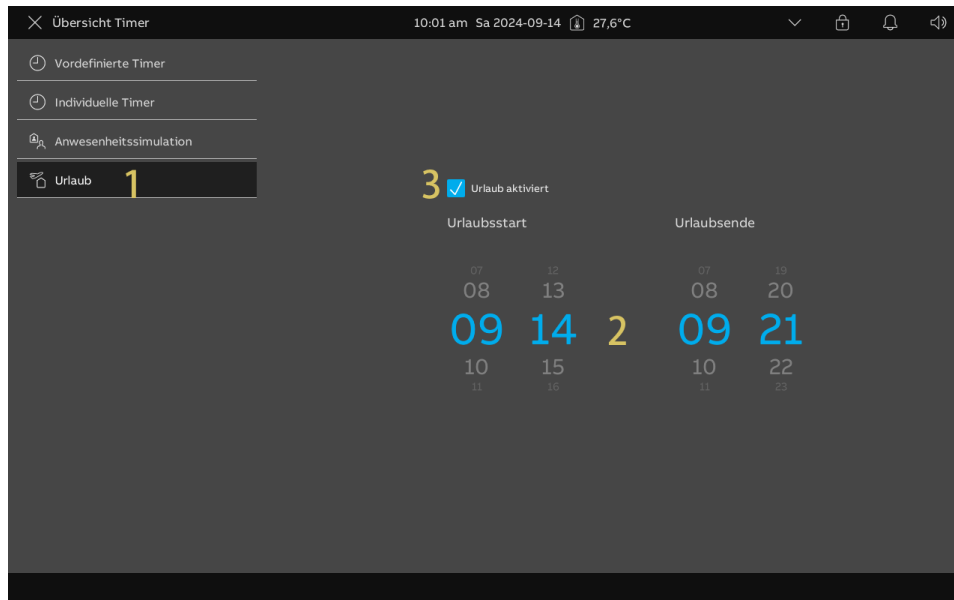 Übersicht Timer 10:01 am Sa 2024-09-14 27,6°C
Vordefinierte Timer
Individuelle Timer
Anwesenheitssimulation
Urlaub 1
3 Urlaub aktiviert
Urlaubsstart Urlaubsende
07 12 07 19
08 13 08 20
09 14 2 09 21
10 15 10 22
11 16 11 23